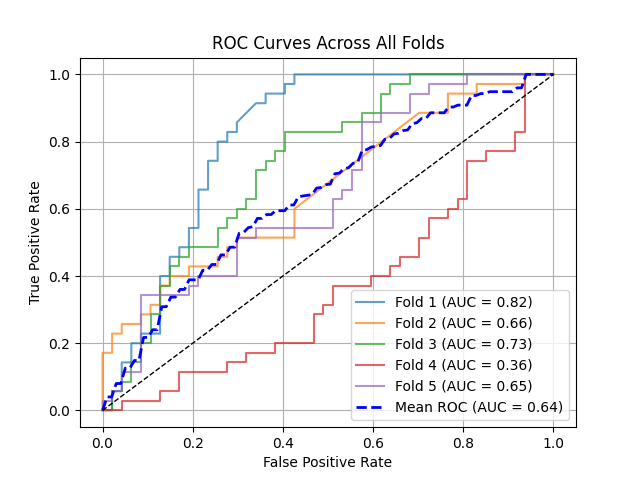 ROC Curves Across All Folds
True Positive Rate
1.0
0.8
0.6
0.4
0.2
0.0
Fold 1 (AUC = 0.82)
Fold 2 (AUC = 0.66)
Fold 3 (AUC = 0.73)
Fold 4 (AUC = 0.36)
Fold 5 (AUC = 0.65)
Mean ROC (AUC = 0.64)
0.0 0.2 0.4 0.6 0.8 1.0
False Positive Rate